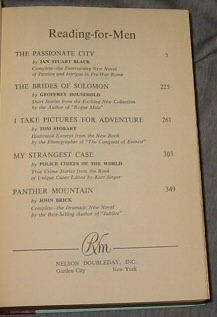 Reading-for-Men
THE PASSIONATE CITY 5
by IAN STUART BLACK
Complete—the Entertaining New Novel
of Passion and Intrigue in Pre-War Rome
THE BRIDES OF SOLOMON 225
by GEOFFREY HOUSEHOLD
Short Stories from the Exciting New Collection
by the Author of "Rogue Male"
I TAKE PICTURES FOR ADVENTURE 261
by TOM STOBART
Illustrated Excerpt from the New Book
by the Photographer of "The Conquest of Everest"
MY STRANGEST CASE 303
by POLICE CHIEFS OF THE WORLD
True Crime Stories from the Book
of Unique Cases Edited by Kurt Singer
PANTHER MOUNTAIN 349
by JOHN BRICK
Complete—the Dramatic New Novel
by the Best-Selling Author of "Jubilee"
Rm
NELSON DOUBLEDAY, INC.
Garden City New York